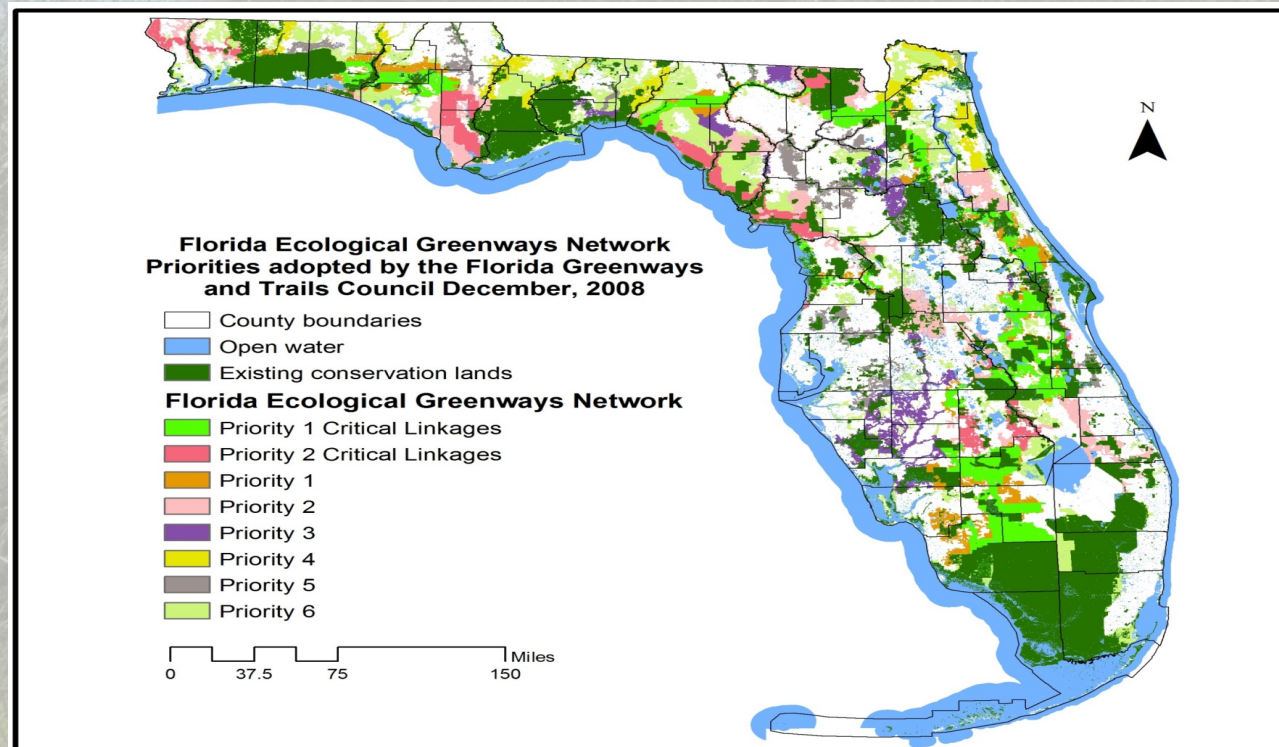 N
Florida Ecological Greenways Network
Priorities adopted by the Florida Greenways
and Trails Council December, 2008
County boundaries
Open water
Existing conservation lands
Florida Ecological Greenways Network
Priority 1 Critical Linkages
Priority 2 Critical Linkages
Priority 1
Priority 2
Priority 3
Priority 4
Priority 5
Priority 6
Miles
0 37.5 75 150